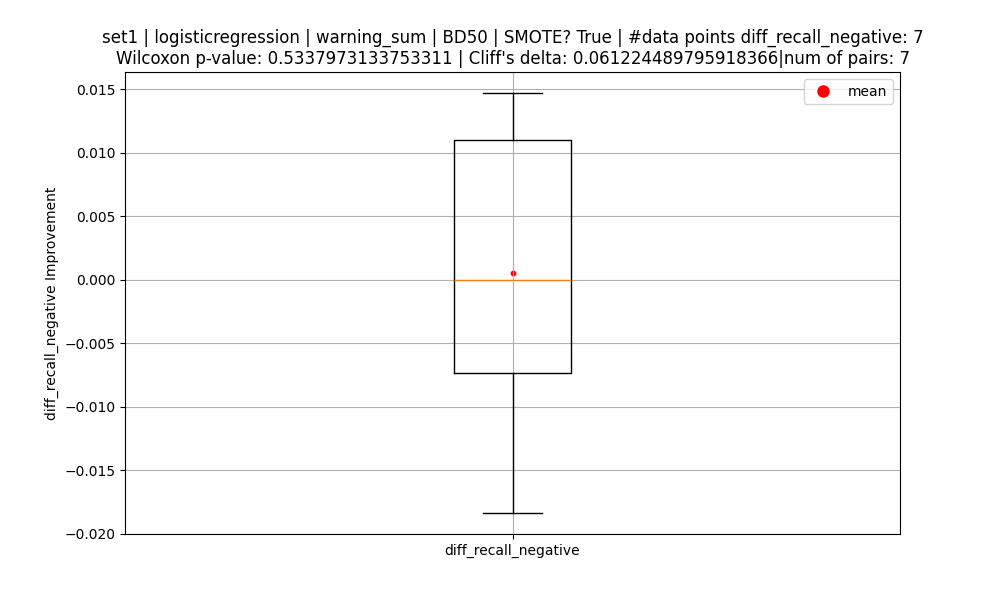 set1 | logisticregression | warning_sum | BD50 | SMOTE? True | #data points diff_recall_negative: 7
Wilcoxon p-value: 0.5337973133753311 | Cliff's delta: 0.061224489795918366|num of pairs: 7
mean
0.015
0.010
0.005
0.000
−0.005
−0.010
−0.015
−0.020
diff_recall_negative Improvement
diff_recall_negative